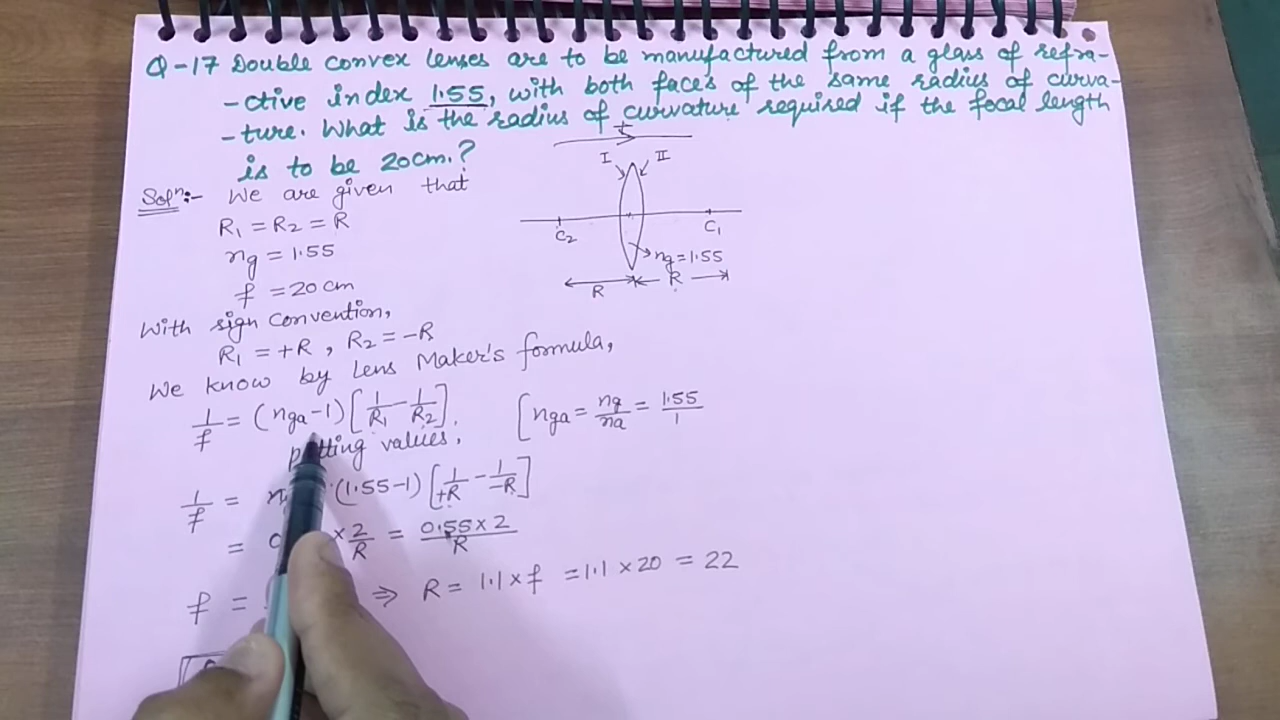 Q-17 Double convex lenses are to be manufactured from a glass of refra-
-ctive index 1.55, with both faces of the same radius of curva-
-ture. What is the radius of curvature required if the focal length
is to be 20cm.?
Solⁿ:- We are given that
R₁ = R₂ = R
ng = 1.55
f = 20 cm
I II
C₂ C₁
ng = 1.55
R R
With sign convention,
R₁ = +R , R₂ = -R
We know by Lens Maker's formula,
1/f = (nga - 1) [1/R₁ - 1/R₂]. [nga = ng/na = 1.55/1
putting values,
1/f = (1.55-1) [1/+R - 1/-R]
= × 2/R = 0.55 × 2/R
f = ⇒ R = 1.1 × f = 1.1 × 20 = 22